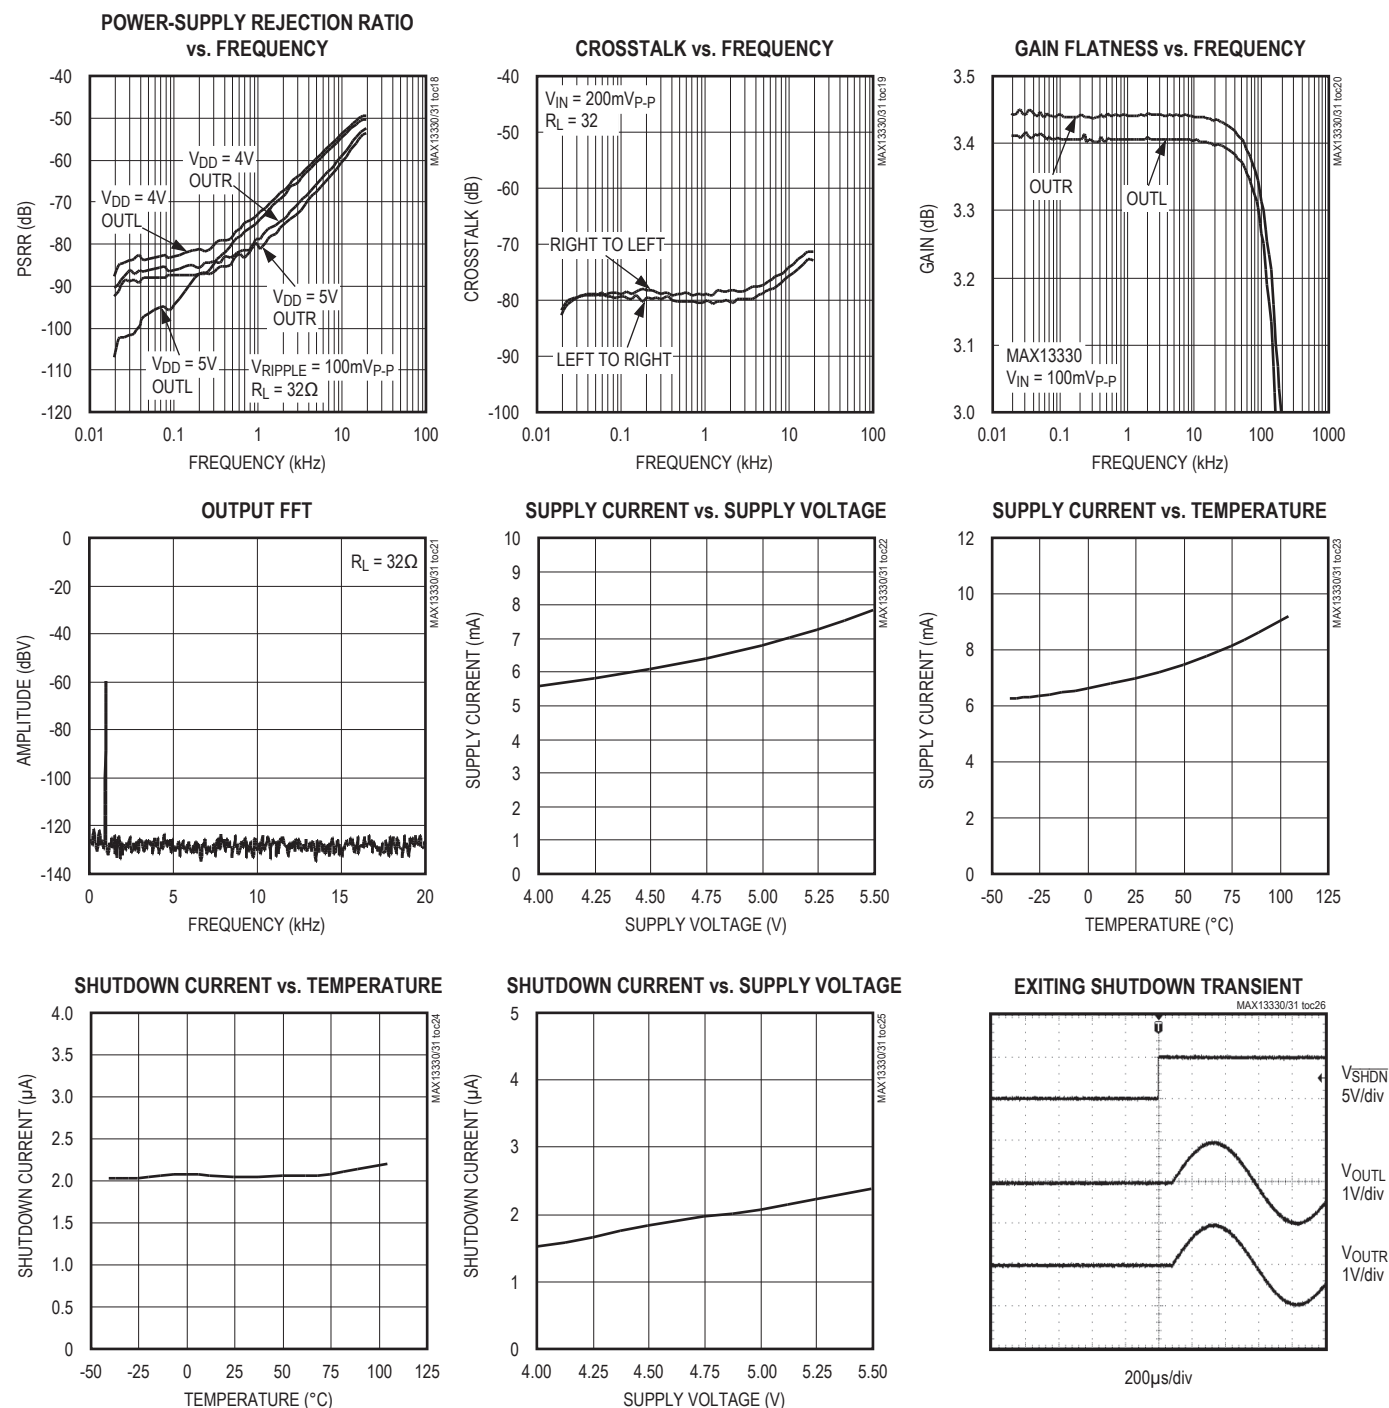 POWER-SUPPLY REJECTION RATIO
vs. FREQUENCY
MAX13330/31 toc18
-40
-50
-60
-70
-80
-90
-100
-110
-120
PSRR (dB)
VDD = 4V
OUTR
VDD = 4V
OUTL
VDD = 5V
OUTR
VDD = 5V
OUTL
VRIPPLE = 100mVP-P
RL = 32Ω
0.01
0.1
1
10
100
FREQUENCY (kHz)
CROSSTALK vs. FREQUENCY
MAX13330/31 toc19
-40
-50
-60
-70
-80
-90
-100
CROSSTALK (dB)
VIN = 200mVP-P
RL = 32
RIGHT TO LEFT
LEFT TO RIGHT
0.01
0.1
1
10
100
FREQUENCY (kHz)
GAIN FLATNESS vs. FREQUENCY
MAX13330/31 toc20
3.5
3.4
3.3
3.2
3.1
3.0
GAIN (dB)
OUTR
OUTL
MAX13330
VIN = 100mVP-P
0.01
0.1
1
10
100
1000
FREQUENCY (kHz)
OUTPUT FFT
MAX13330/31 toc21
0
-20
-40
-60
-80
-100
-120
-140
AMPLITUDE (dBV)
RL = 32Ω
0
5
10
15
20
FREQUENCY (kHz)
SUPPLY CURRENT vs. SUPPLY VOLTAGE
MAX13330/31 toc22
10
9
8
7
6
5
4
3
2
1
0
SUPPLY CURRENT (mA)
4.00
4.25
4.50
4.75
5.00
5.25
5.50
SUPPLY VOLTAGE (V)
SUPPLY CURRENT vs. TEMPERATURE
MAX13330/31 toc23
12
10
8
6
4
2
0
SUPPLY CURRENT (mA)
-50
-25
0
25
50
75
100
125
TEMPERATURE (°C)
SHUTDOWN CURRENT vs. TEMPERATURE
MAX13330/31 toc24
4.0
3.5
3.0
2.5
2.0
1.5
1.0
0.5
0
SHUTDOWN CURRENT (µA)
-50
-25
0
25
50
75
100
125
TEMPERATURE (°C)
SHUTDOWN CURRENT vs. SUPPLY VOLTAGE
MAX13330/31 toc25
5
4
3
2
1
0
SHUTDOWN CURRENT (µA)
4.00
4.25
4.50
4.75
5.00
5.25
5.50
SUPPLY VOLTAGE (V)
EXITING SHUTDOWN TRANSIENT
MAX13330/31 toc26
T
VSHDN
5V/div
VOUTL
1V/div
VOUTR
1V/div
200µs/div